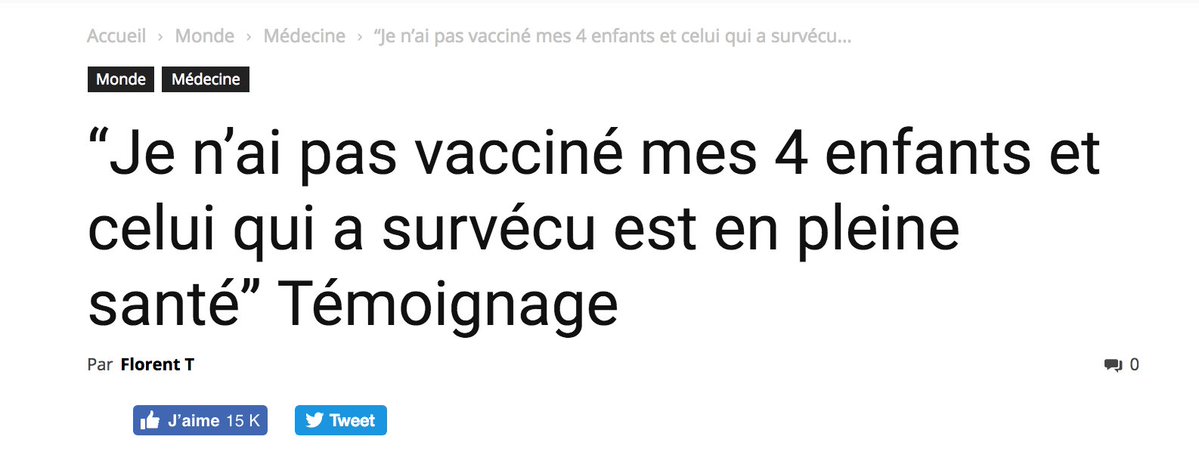 Accueil › Monde › Médecine › “Je n’ai pas vacciné mes 4 enfants et celui qui a survécu...
Monde Médecine
“Je n’ai pas vacciné mes 4 enfants et
celui qui a survécu est en pleine
santé” Témoignage
Par Florent T 0
J’aime 15 K Tweet